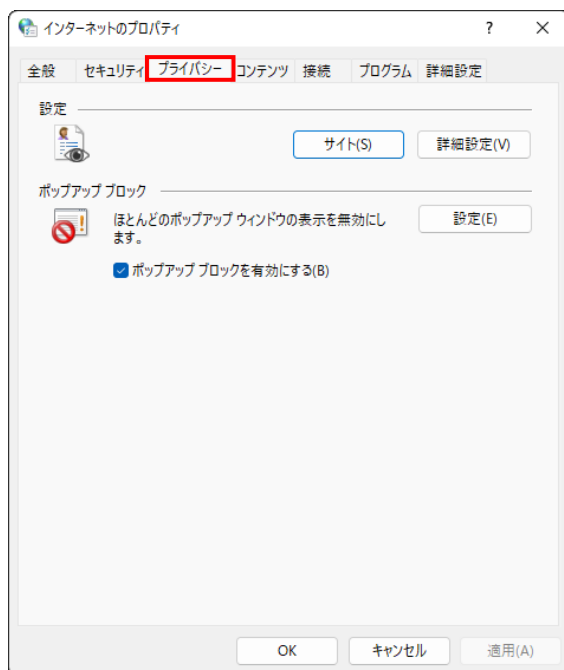 インターネットのプロパティ ? ×
全般 セキュリティ プライバシー コンテンツ 接続 プログラム 詳細設定
設定
サイト(S) 詳細設定(V)
ポップアップ ブロック
ほとんどのポップアップ ウィンドウの表示を無効にし 設定(E)
ます。
ポップアップ ブロックを有効にする(B)
OK キャンセル 適用(A)